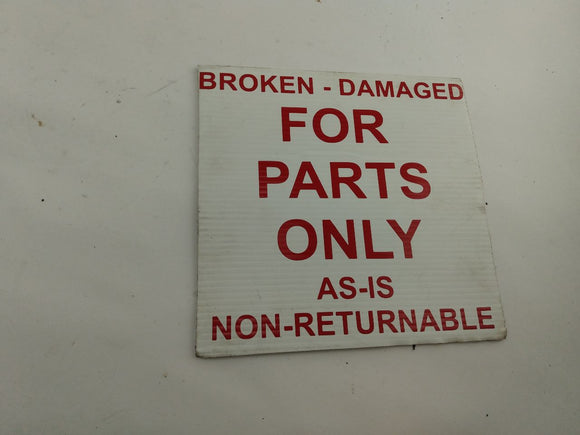 BROKEN - DAMAGED
FOR
PARTS
ONLY
AS-IS
NON-RETURNABLE